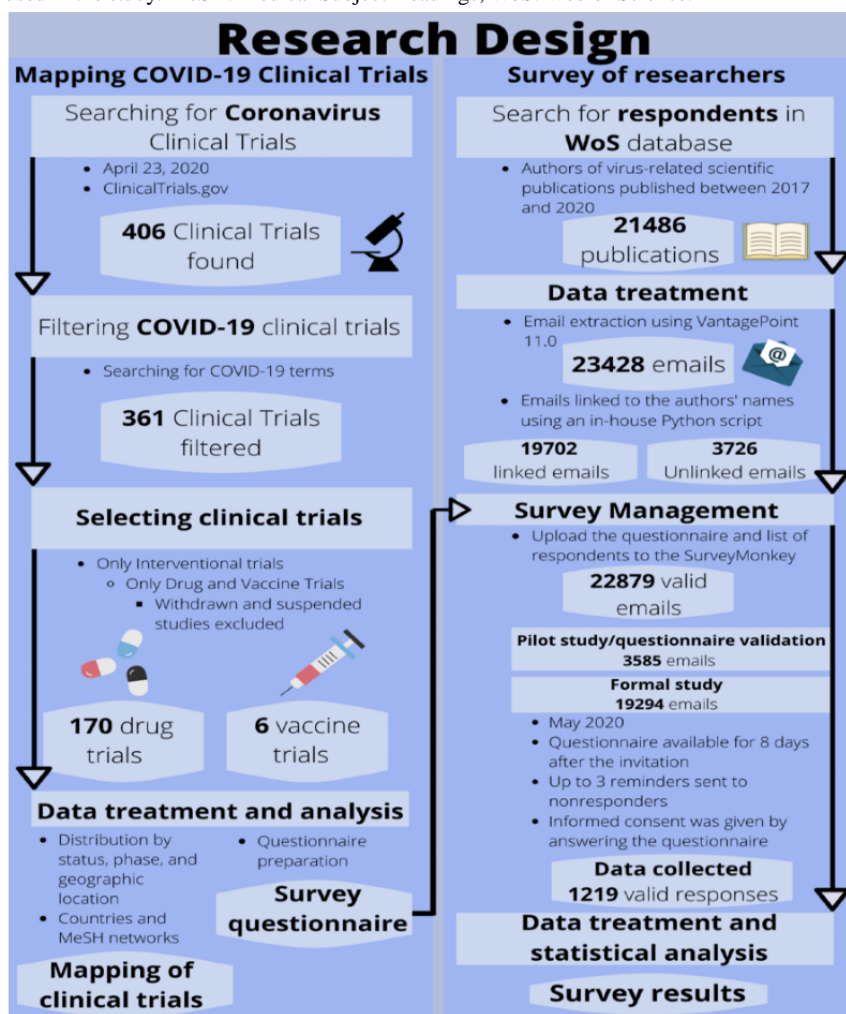 Research Design
Mapping COVID-19 Clinical Trials
Searching for Coronavirus
Clinical Trials
April 23, 2020
ClinicalTrials.gov
406 Clinical Trials
found
Filtering COVID-19 clinical trials
Searching for COVID-19 terms
361 Clinical Trials
filtered
Selecting clinical trials
Only Interventional trials
Only Drug and Vaccine Trials
Withdrawn and suspended
studies excluded
170 drug
trials
6 vaccine
trials
Data treatment and analysis
Distribution by
status, phase, and
geographic
location
Countries and
MeSH networks
Questionnaire
preparation
Survey
questionnaire
Mapping of
clinical trials
Survey of researchers
Search for respondents in
WoS database
Authors of virus-related scientific
publications published between 2017
and 2020
21486
publications
Data treatment
Email extraction using VantagePoint
11.0
23428 emails
@
Emails linked to the authors' names
using an in-house Python script
19702
linked emails
3726
Unlinked emails
Survey Management
Upload the questionnaire and list of
respondents to the SurveyMonkey
22879 valid
emails
Pilot study/questionnaire validation
3585 emails
Formal study
19294 emails
May 2020
Questionnaire available for 8 days
after the invitation
Up to 3 reminders sent to
nonresponders
Informed consent was given by
answering the questionnaire
Data collected
1219 valid responses
Data treatment and
statistical analysis
Survey results